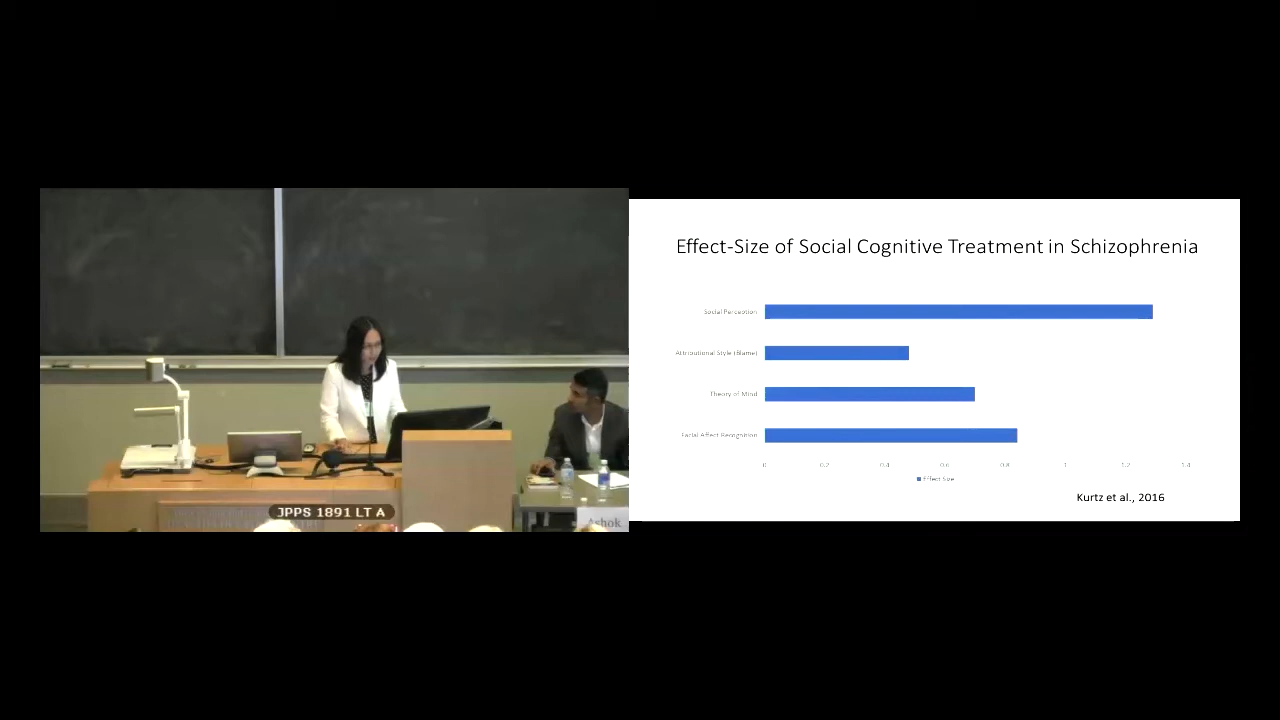 JPPS 1891 LT A
Ashok
Effect-Size of Social Cognitive Treatment in Schizophrenia
Social Perception
Attributional Style (Blame)
Theory of Mind
Facial Affect Recognition
0 0.2 0.4 0.6 0.8 1 1.2 1.4
Effect Size
Kurtz et al., 2016